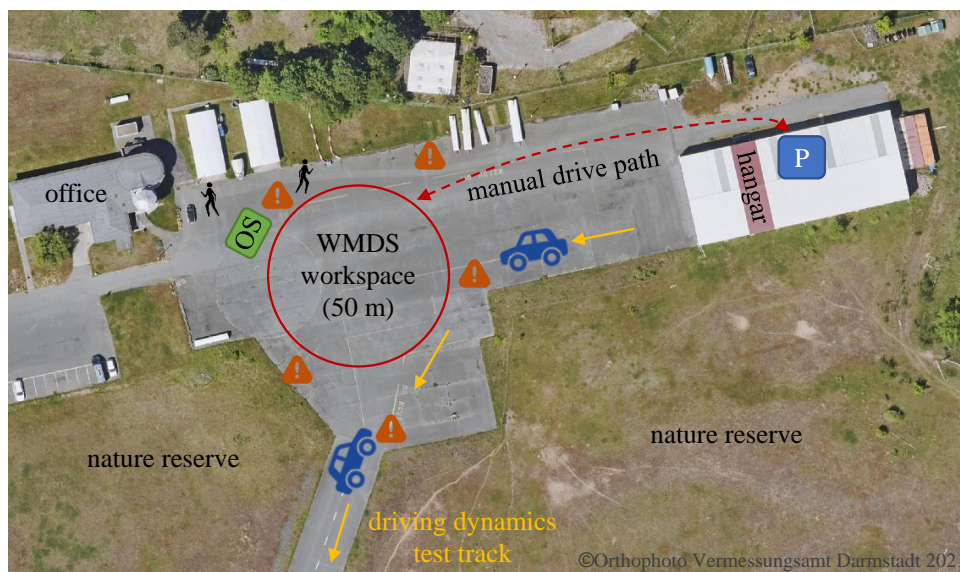 office
OS
WMDS
workspace
(50 m)
manual drive path
hangar
P
nature reserve
nature reserve
driving dynamics
test track
©Orthophoto Vermessungsamt Darmstadt 202